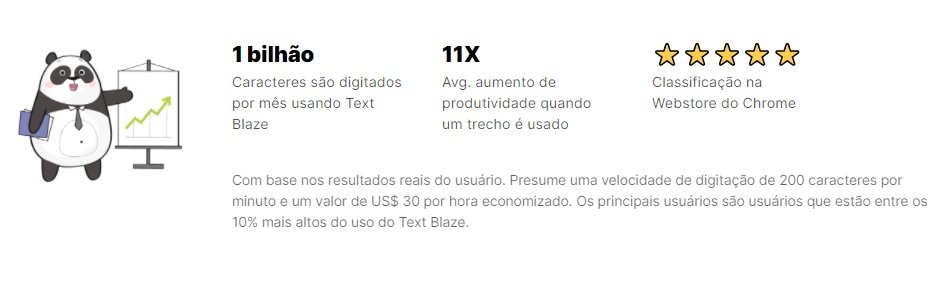 1 bilhão
Caracteres são digitados
por mês usando Text
Blaze
11X
Avg. aumento de
produtividade quando
um trecho é usado
Classificação na
Webstore do Chrome
Com base nos resultados reais do usuário. Presume uma velocidade de digitação de 200 caracteres por
minuto e um valor de US$ 30 por hora economizado. Os principais usuários são usuários que estão entre os
10% mais altos do uso do Text Blaze.